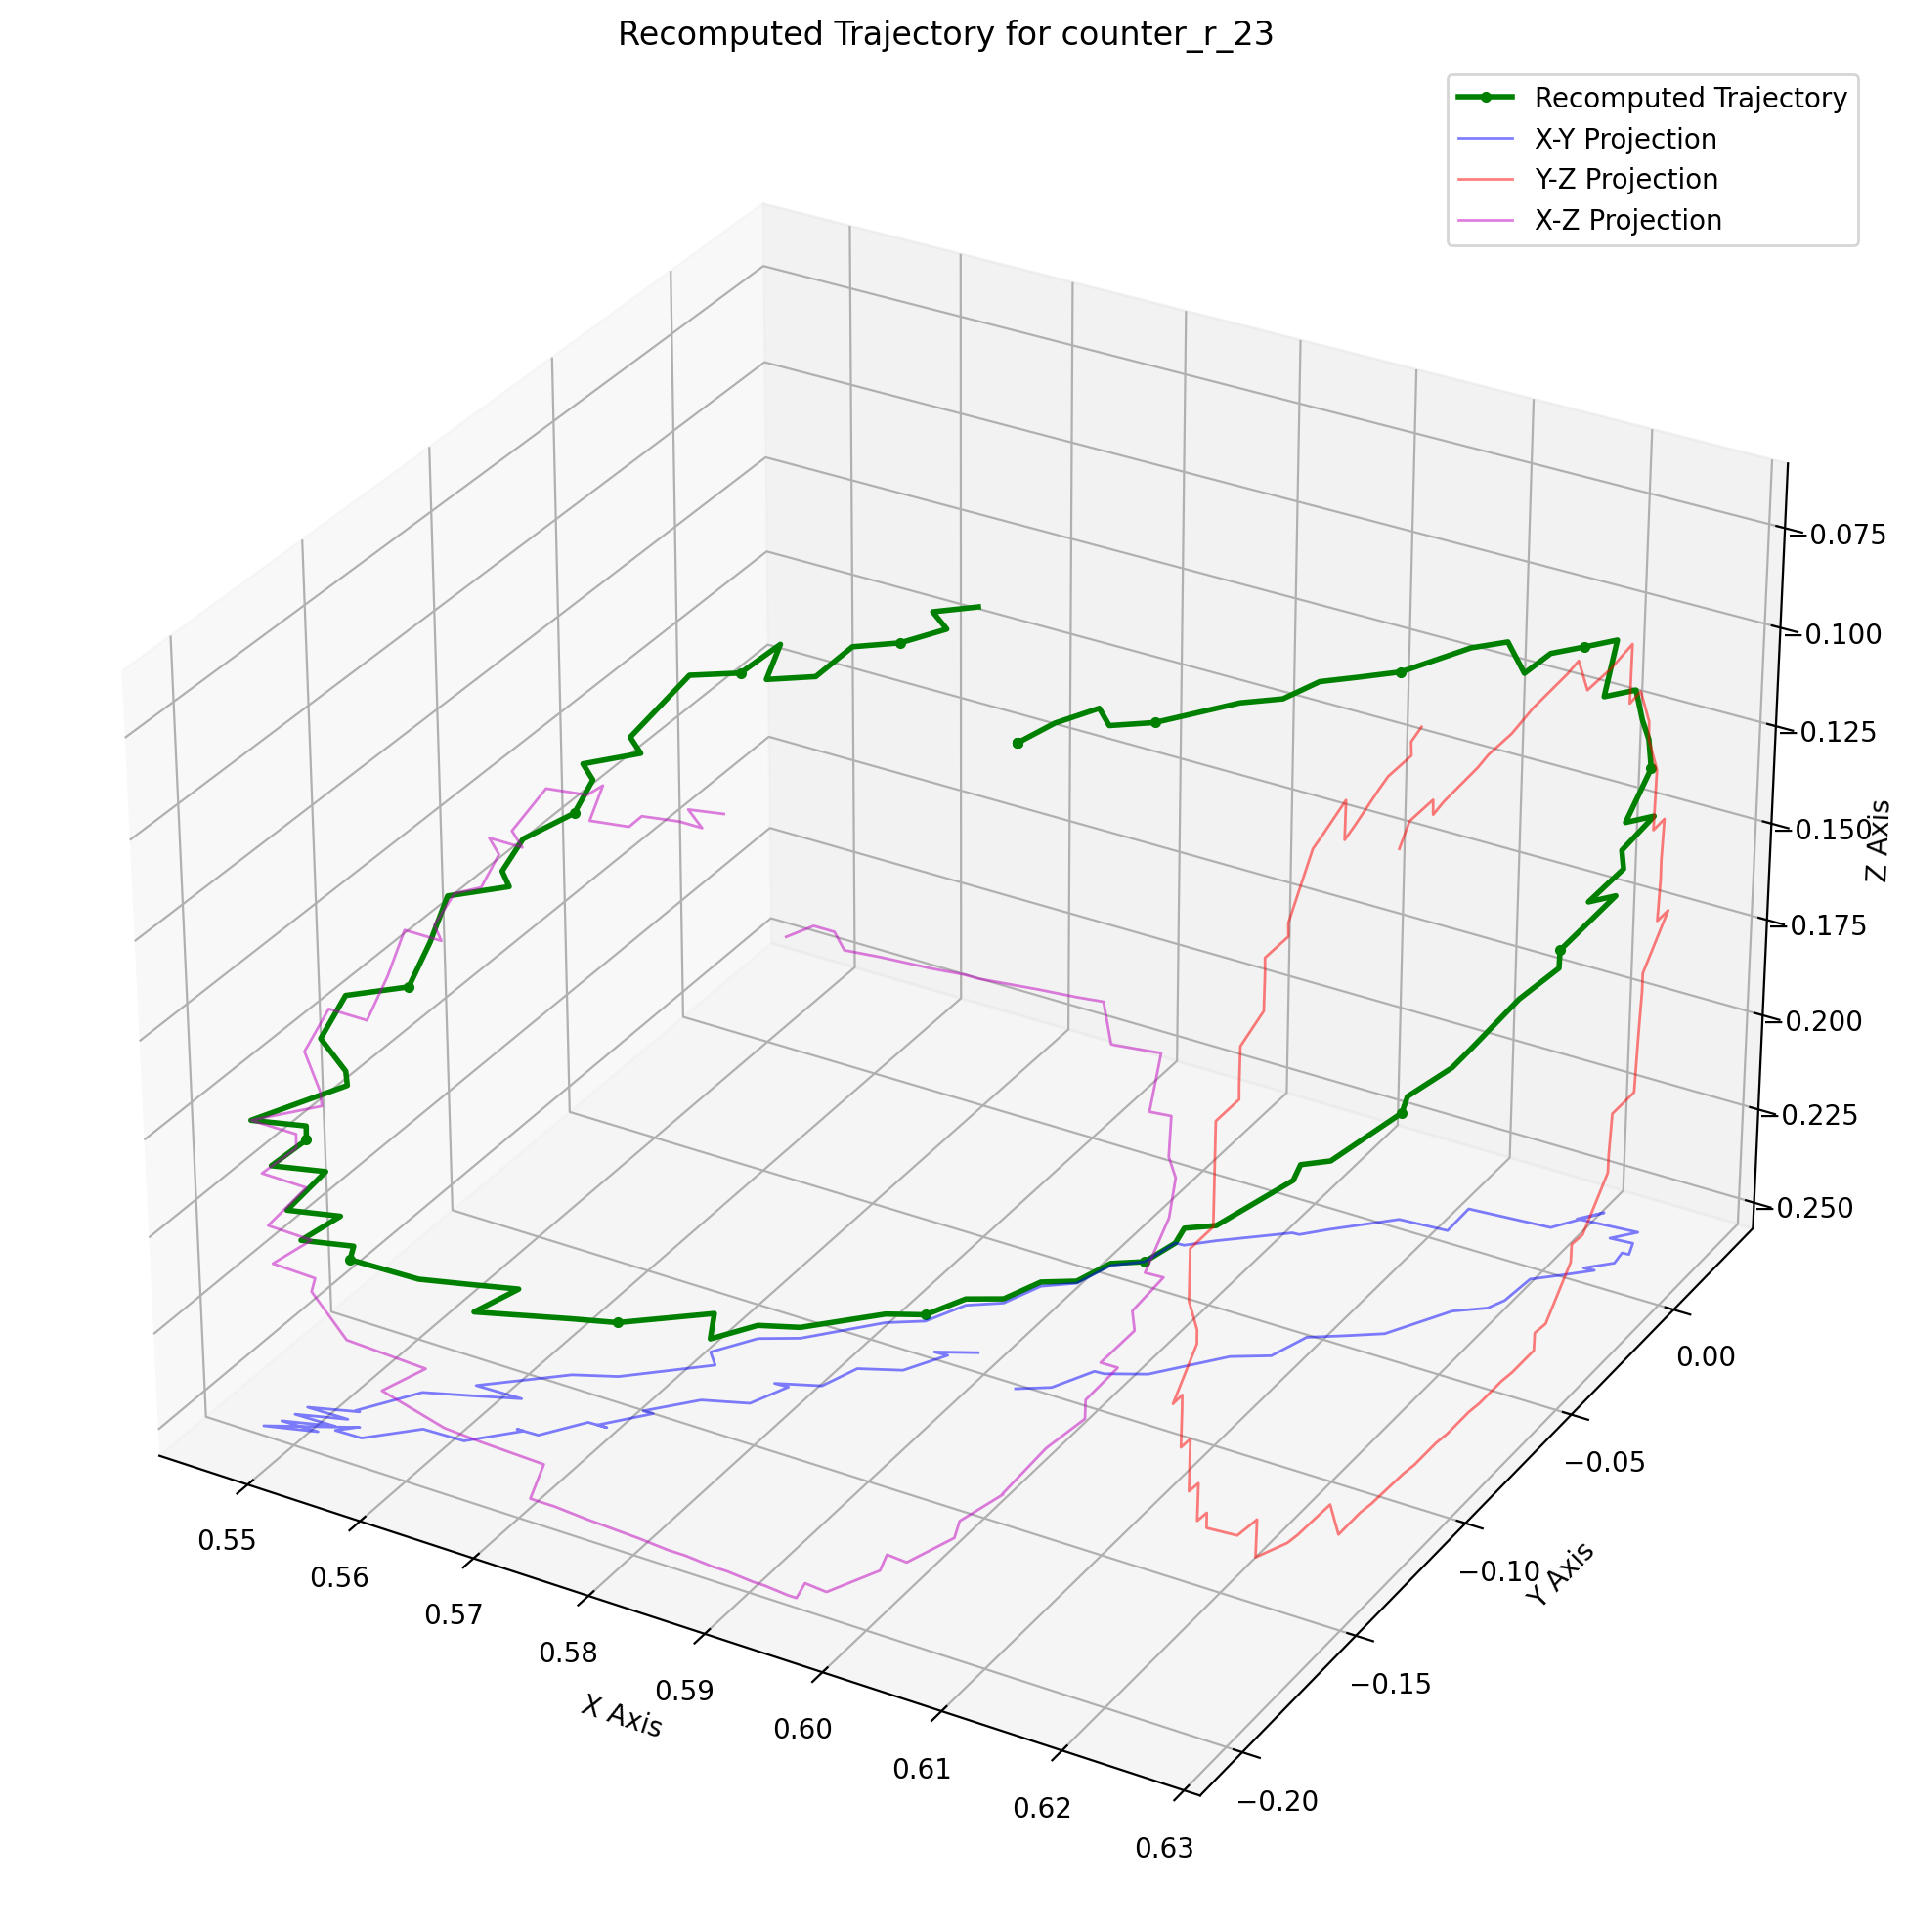 Recomputed Trajectory for counter_r_23
Recomputed Trajectory
X-Y Projection
Y-Z Projection
X-Z Projection
−0.075
−0.100
−0.125
−0.150
−0.175
−0.200
−0.225
−0.250
Z Axis
0.00
−0.05
−0.10
−0.15
−0.20
Y Axis
0.55
0.56
0.57
0.58
0.59
0.60
0.61
0.62
0.63
X Axis